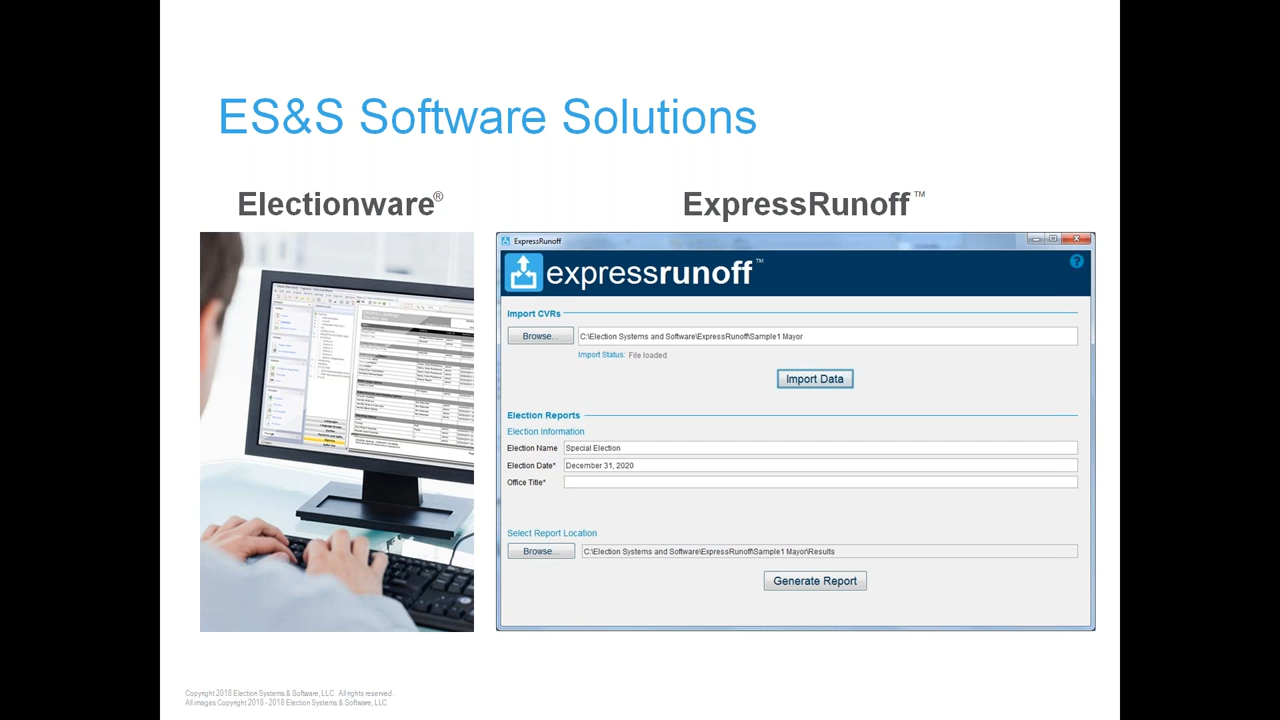 ES&S Software Solutions
Electionware®
ExpressRunoff™
ExpressRunoff
expressrunoff™
?
Import CVRs
Browse... C:\Election Systems and Software\ExpressRunoff\Sample1 Mayor
Import Status: File loaded
Import Data
Election Reports
Election Information
Election Name Special Election
Election Date* December 31, 2020
Office Title*
Select Report Location
Browse... C:\Election Systems and Software\ExpressRunoff\Sample1 Mayor\Results
Generate Report
Copyright 2018 Election Systems & Software, LLC. All rights reserved.
All images Copyright 2018 - 2018 Election Systems & Software, LLC.